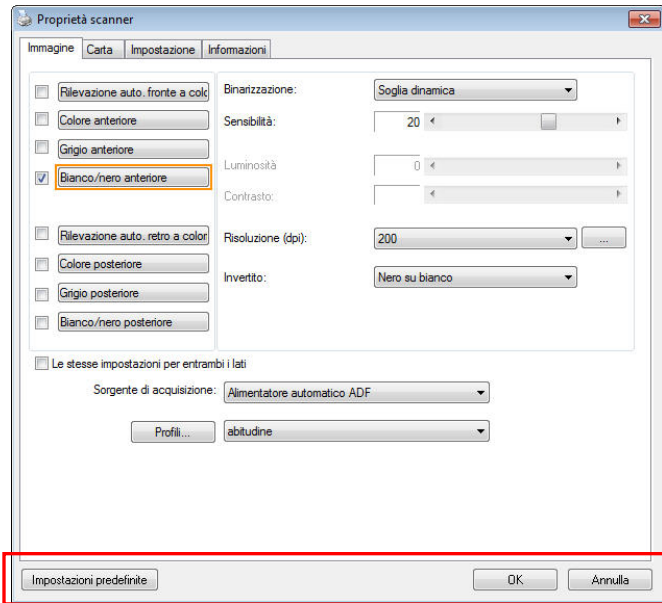 Proprietà scanner
Immagine Carta Impostazione Informazioni
Rilevazione auto. fronte a colo
Colore anteriore
Grigio anteriore
Bianco/nero anteriore
Rilevazione auto. retro a color
Colore posteriore
Grigio posteriore
Bianco/nero posteriore
Binarizzazione: Soglia dinamica
Sensibilità: 20
Luminosità 0
Contrasto:
Risoluzione (dpi): 200 ...
Invertito: Nero su bianco
Le stesse impostazioni per entrambi i lati
Sorgente di acquisizione: Alimentatore automatico ADF
Profili... abitudine
Impostazioni predefinite OK Annulla